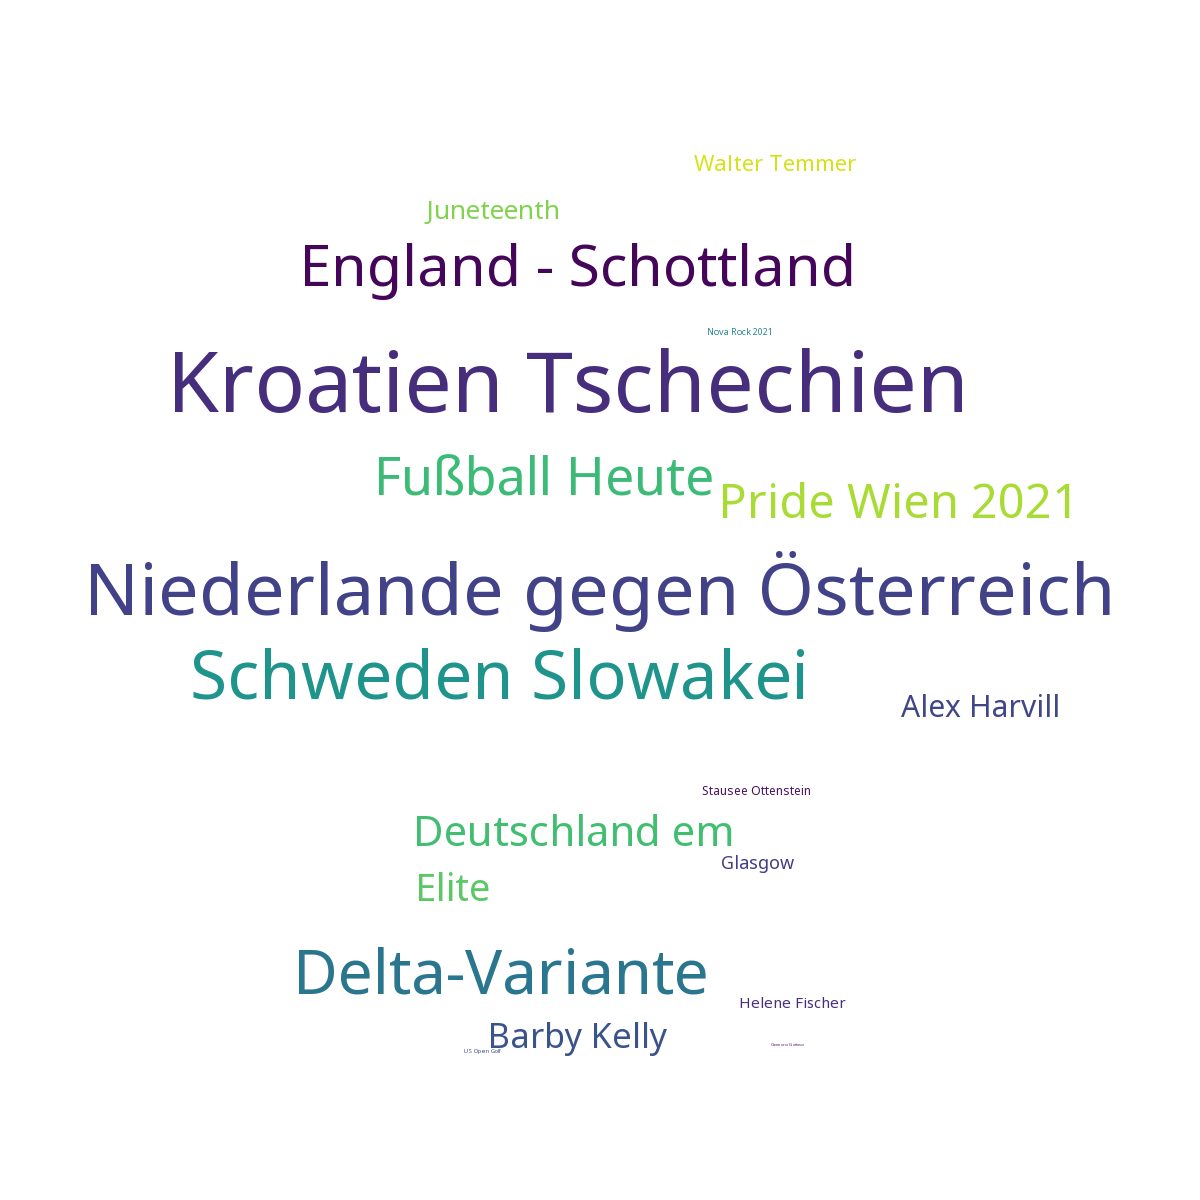 Walter Temmer
Juneteenth
England - Schottland
Nova Rock 2021
Kroatien Tschechien
Fußball Heute
Pride Wien 2021
Niederlande gegen Österreich
Schweden Slowakei
Alex Harvill
Stausee Ottenstein
Deutschland em
Glasgow
Elite
Delta-Variante
Helene Fischer
Barby Kelly
US Open Golf